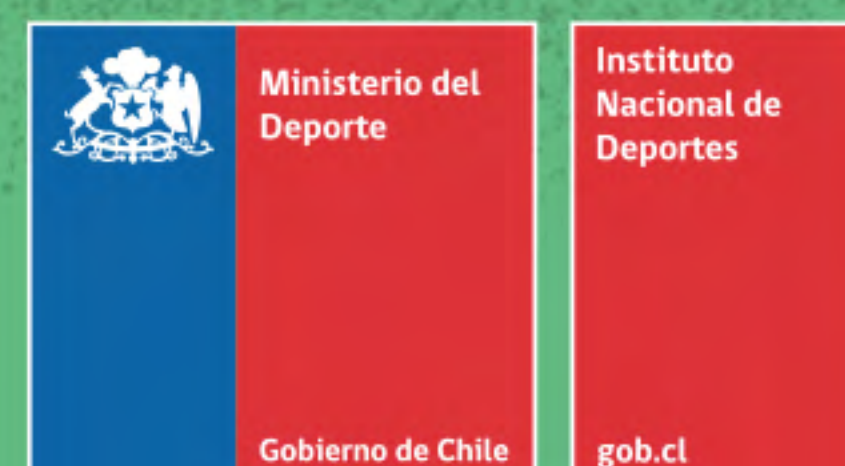 Ministerio del
Deporte
Gobierno de Chile
Instituto
Nacional de
Deportes
gob.cl